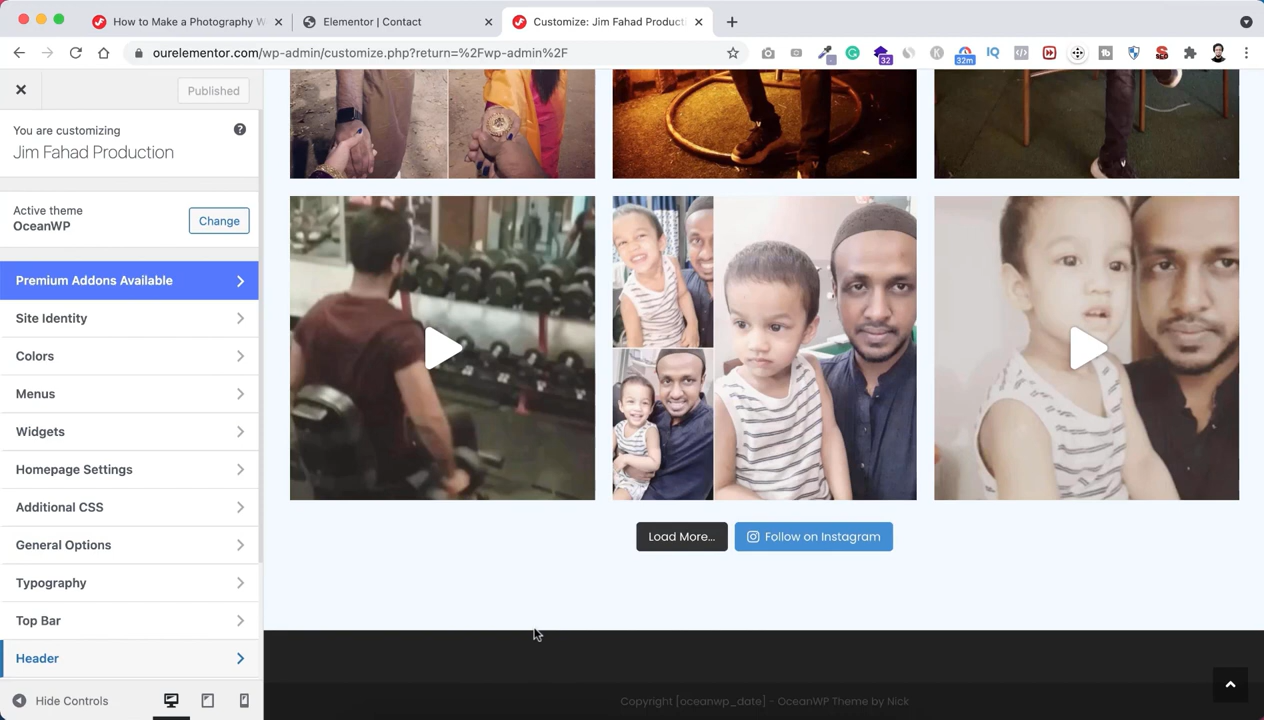 How to Make a Photography W
Elementor | Contact
Customize: Jim Fahad Product
ourelementor.com/wp-admin/customize.php?return=%2Fwp-admin%2F
32
32m
IQ
Published
You are customizing
Jim Fahad Production
Active theme
OceanWP
Change
Premium Addons Available
Site Identity
Colors
Menus
Widgets
Homepage Settings
Additional CSS
General Options
Typography
Top Bar
Header
Hide Controls
Load More...
Follow on Instagram
Copyright [oceanwp_date] - OceanWP Theme by Nick